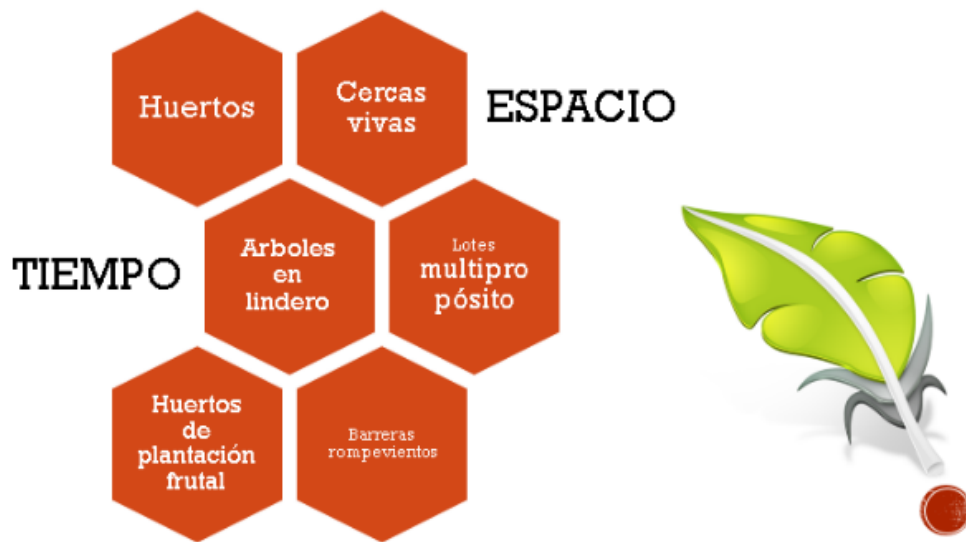 Huertos
Cercas
vivas
ESPACIO
TIEMPO
Arboles
en
lindero
Lotes
multipro
pósito
Huertos
de
plantación
frutal
Barreras
rompevientos